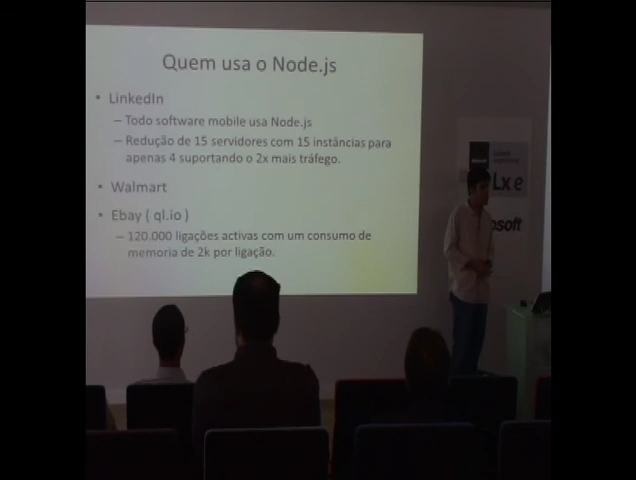 Quem usa o Node.js
• LinkedIn
– Todo software mobile usa Node.js
– Redução de 15 servidores com 15 instâncias para
apenas 4 suportando o 2x mais tráfego.
• Walmart
• Ebay ( ql.io )
– 120.000 ligações activas com um consumo de
memoria de 2k por ligação.
Lx e
osoft